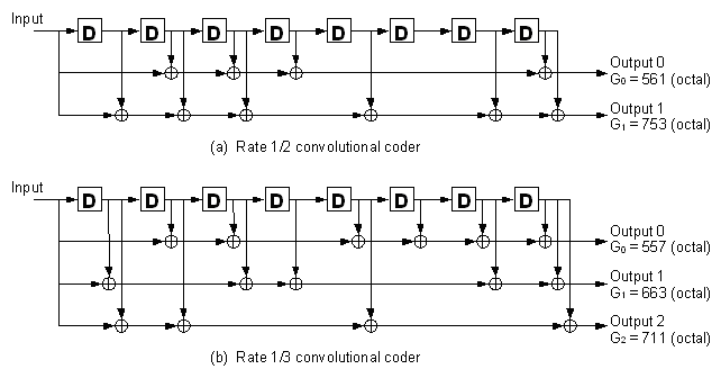 Input
D D D D D D D D
Output 0
G0 = 561 (octal)
Output 1
G1 = 753 (octal)
(a) Rate 1/2 convolutional coder
Input
D D D D D D D D
Output 0
G0 = 557 (octal)
Output 1
G1 = 663 (octal)
Output 2
G2 = 711 (octal)
(b) Rate 1/3 convolutional coder